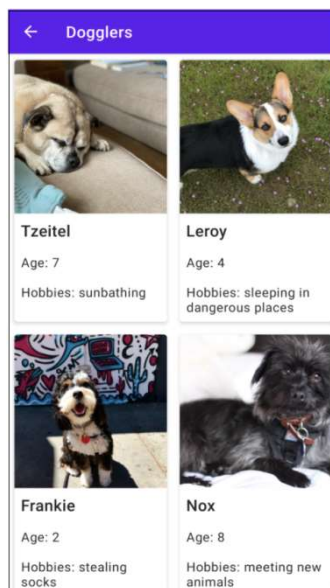 Dogglers
Tzeitel
Age: 7
Hobbies: sunbathing
Leroy
Age: 4
Hobbies: sleeping in
dangerous places
Frankie
Age: 2
Hobbies: stealing
socks
Nox
Age: 8
Hobbies: meeting new
animals